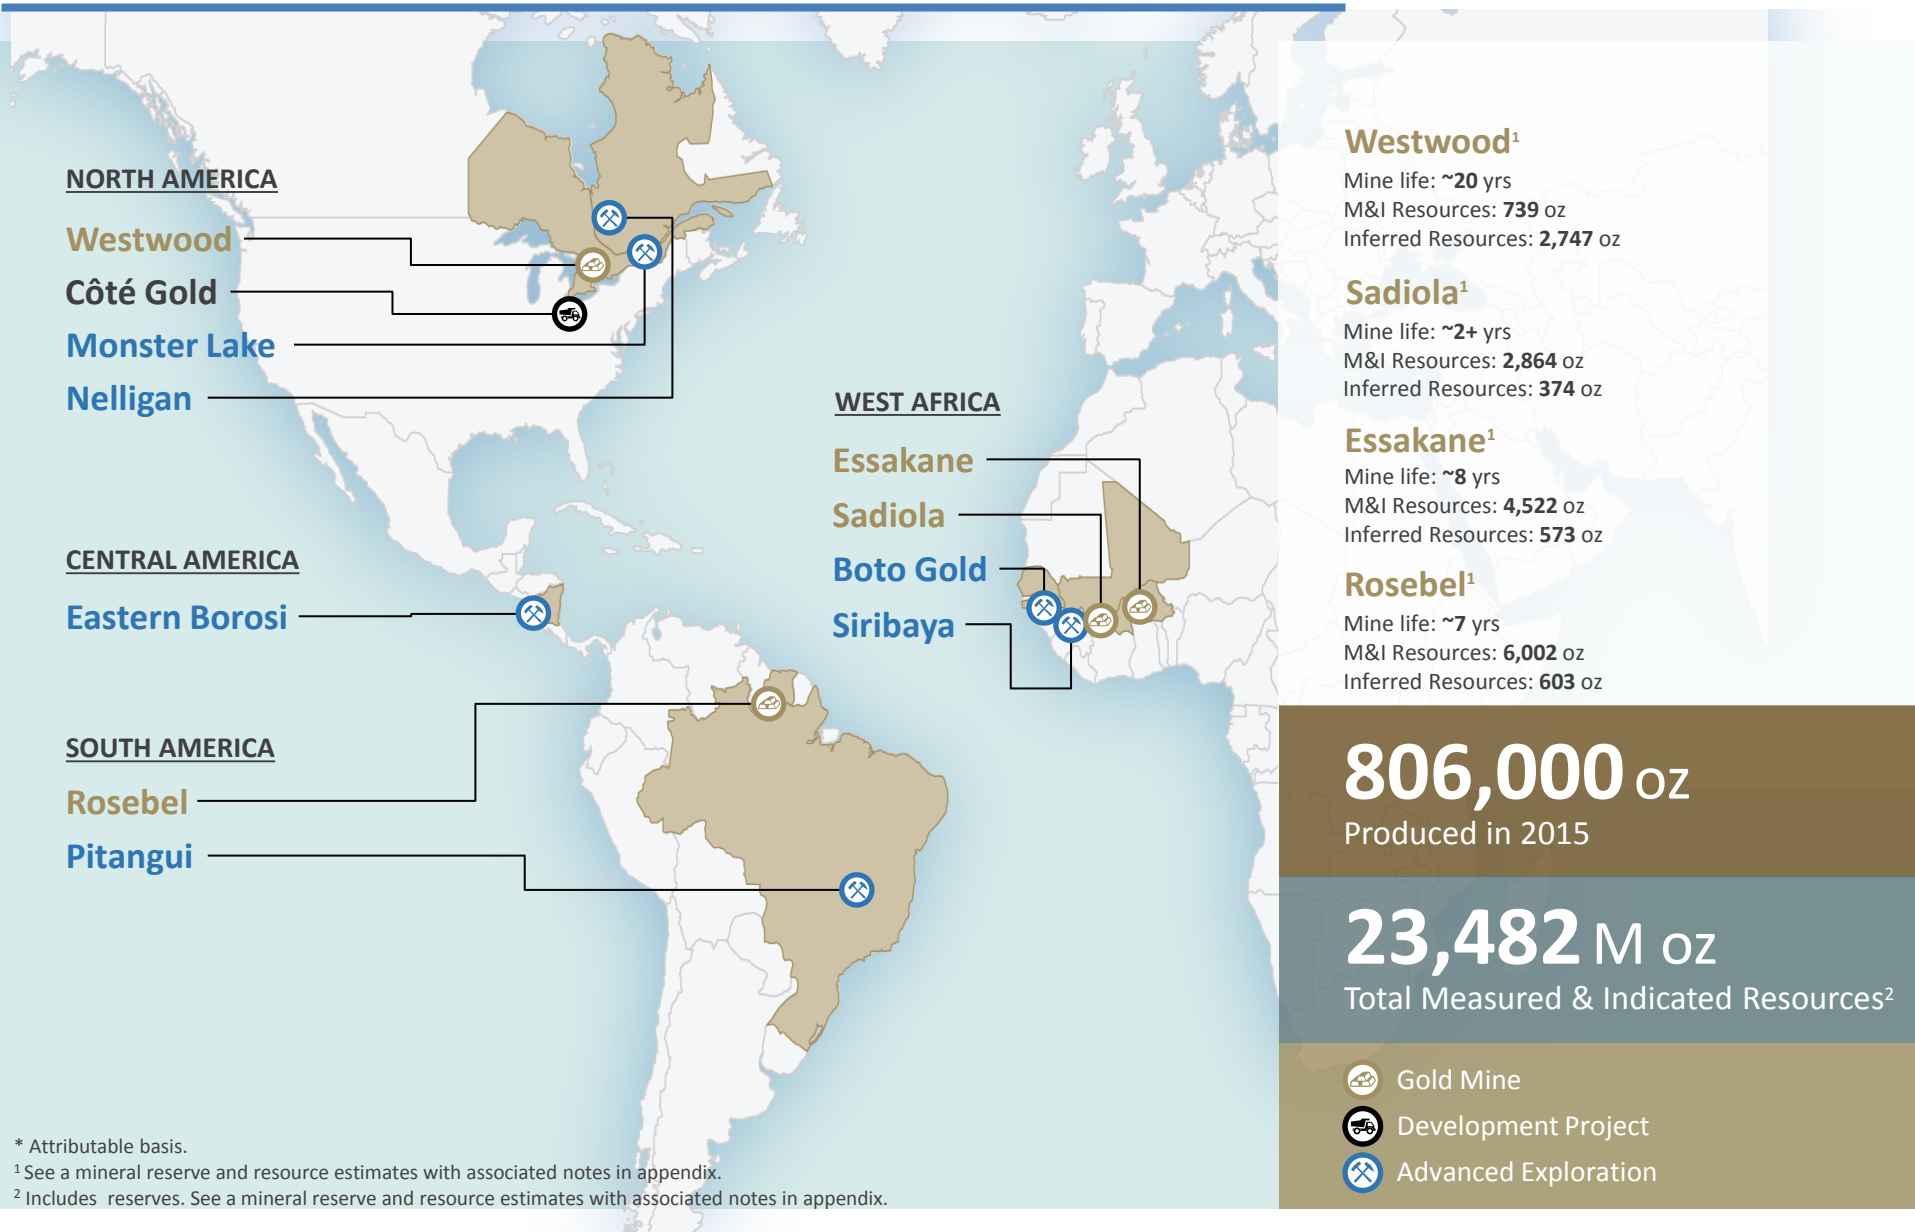 NORTH AMERICA
Westwood
Côté Gold
Monster Lake
Nelligan
CENTRAL AMERICA
Eastern Borosi
SOUTH AMERICA
Rosebel
Pitangui
WEST AFRICA
Essakane
Sadiola
Boto Gold
Siribaya
Westwood¹
Mine life: ~20 yrs
M&I Resources: 739 oz
Inferred Resources: 2,747 oz
Sadiola¹
Mine life: ~2+ yrs
M&I Resources: 2,864 oz
Inferred Resources: 374 oz
Essakane¹
Mine life: ~8 yrs
M&I Resources: 4,522 oz
Inferred Resources: 573 oz
Rosebel¹
Mine life: ~7 yrs
M&I Resources: 6,002 oz
Inferred Resources: 603 oz
806,000 oz
Produced in 2015
23,482 M oz
Total Measured & Indicated Resources²
Gold Mine
Development Project
Advanced Exploration
* Attributable basis.
¹ See a mineral reserve and resource estimates with associated notes in appendix.
² Includes reserves. See a mineral reserve and resource estimates with associated notes in appendix.